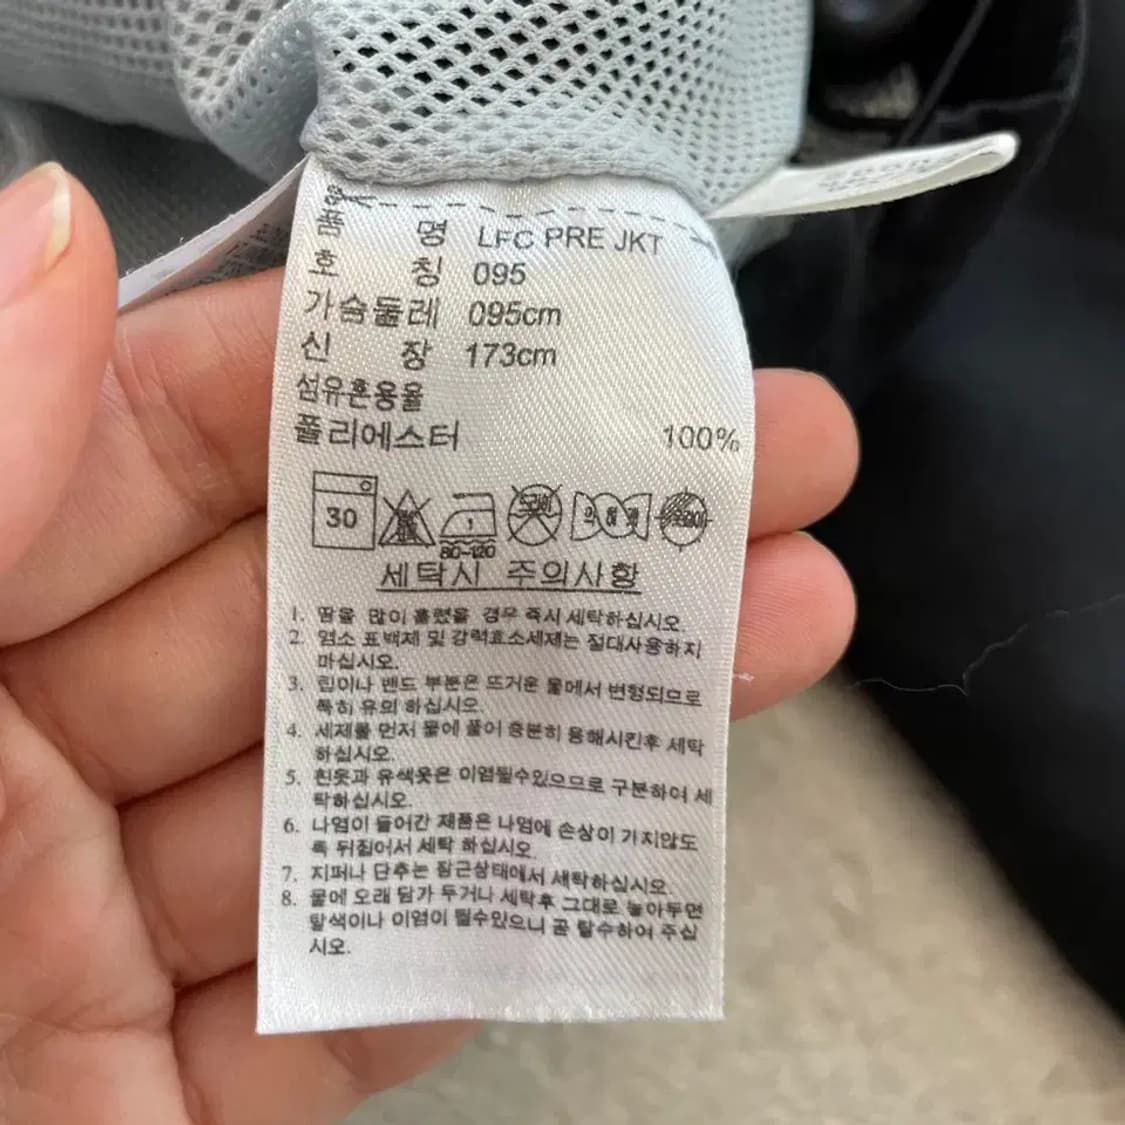 품 명 LFC PRE JKT
호 칭 095
가슴둘레 095cm
신 장 173cm
섬유혼용율
폴리에스터 100%
30
80~120
세탁시 주의사항
1. 땀을 많이 흘렸을 경우 즉시 세탁하십시오
2. 염소 표백제 및 강력효소세제는 절대사용하지
마십시오.
3. 립이나 밴드 부분은 뜨거운 물에서 변형되므로
특히 유의 하십시오.
4. 세제를 먼저 물에 풀어 충분히 용해시킨후 세탁
하십시오.
5. 흰옷과 유색옷은 이염될수있으므로 구분하여 세
탁하십시오.
6. 나염이 들어간 제품은 나염에 손상이 가지않도
록 뒤집어서 세탁 하십시오.
7. 지퍼나 단추는 잠근상태에서 세탁하십시오.
8. 물에 오래 담가 두거나 세탁후 그대로 놓아두면
탈색이나 이염이 될수있으니 곧 탈수하여 주십
시오.